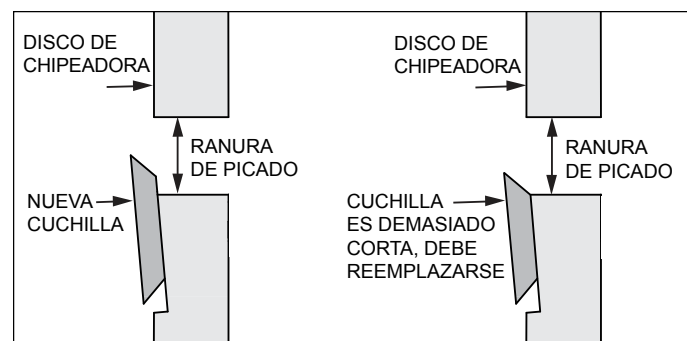 DISCO DE
CHIPEADORA
RANURA
DE PICADO
NUEVA
CUCHILLA
DISCO DE
CHIPEADORA
RANURA
DE PICADO
CUCHILLA
ES DEMASIADO
CORTA, DEBE
REEMPLAZARSE